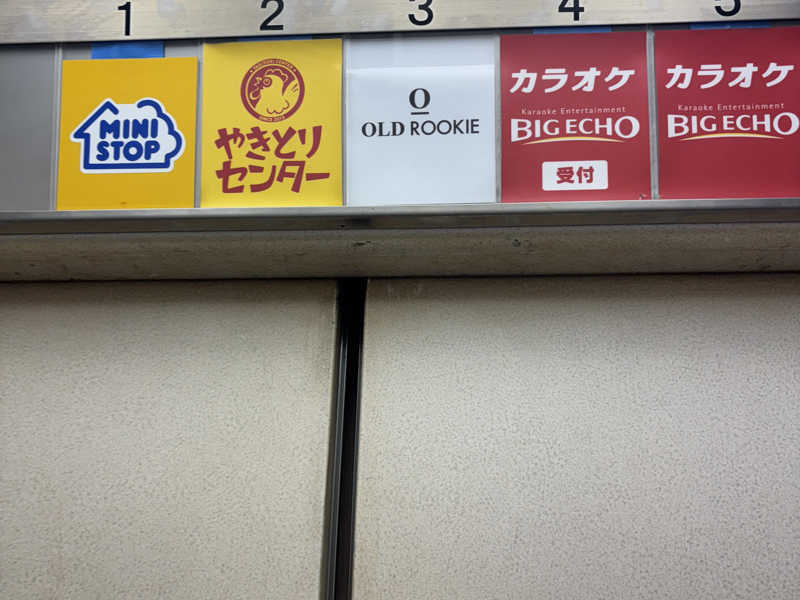 1 2 3 4 5
MINI
STOP
やきとり
センター
O
OLD ROOKIE
カラオケ
Karaoke Entertainment
BIG ECHO
受付
カラオケ
Karaoke Entertainment
BIG ECHO